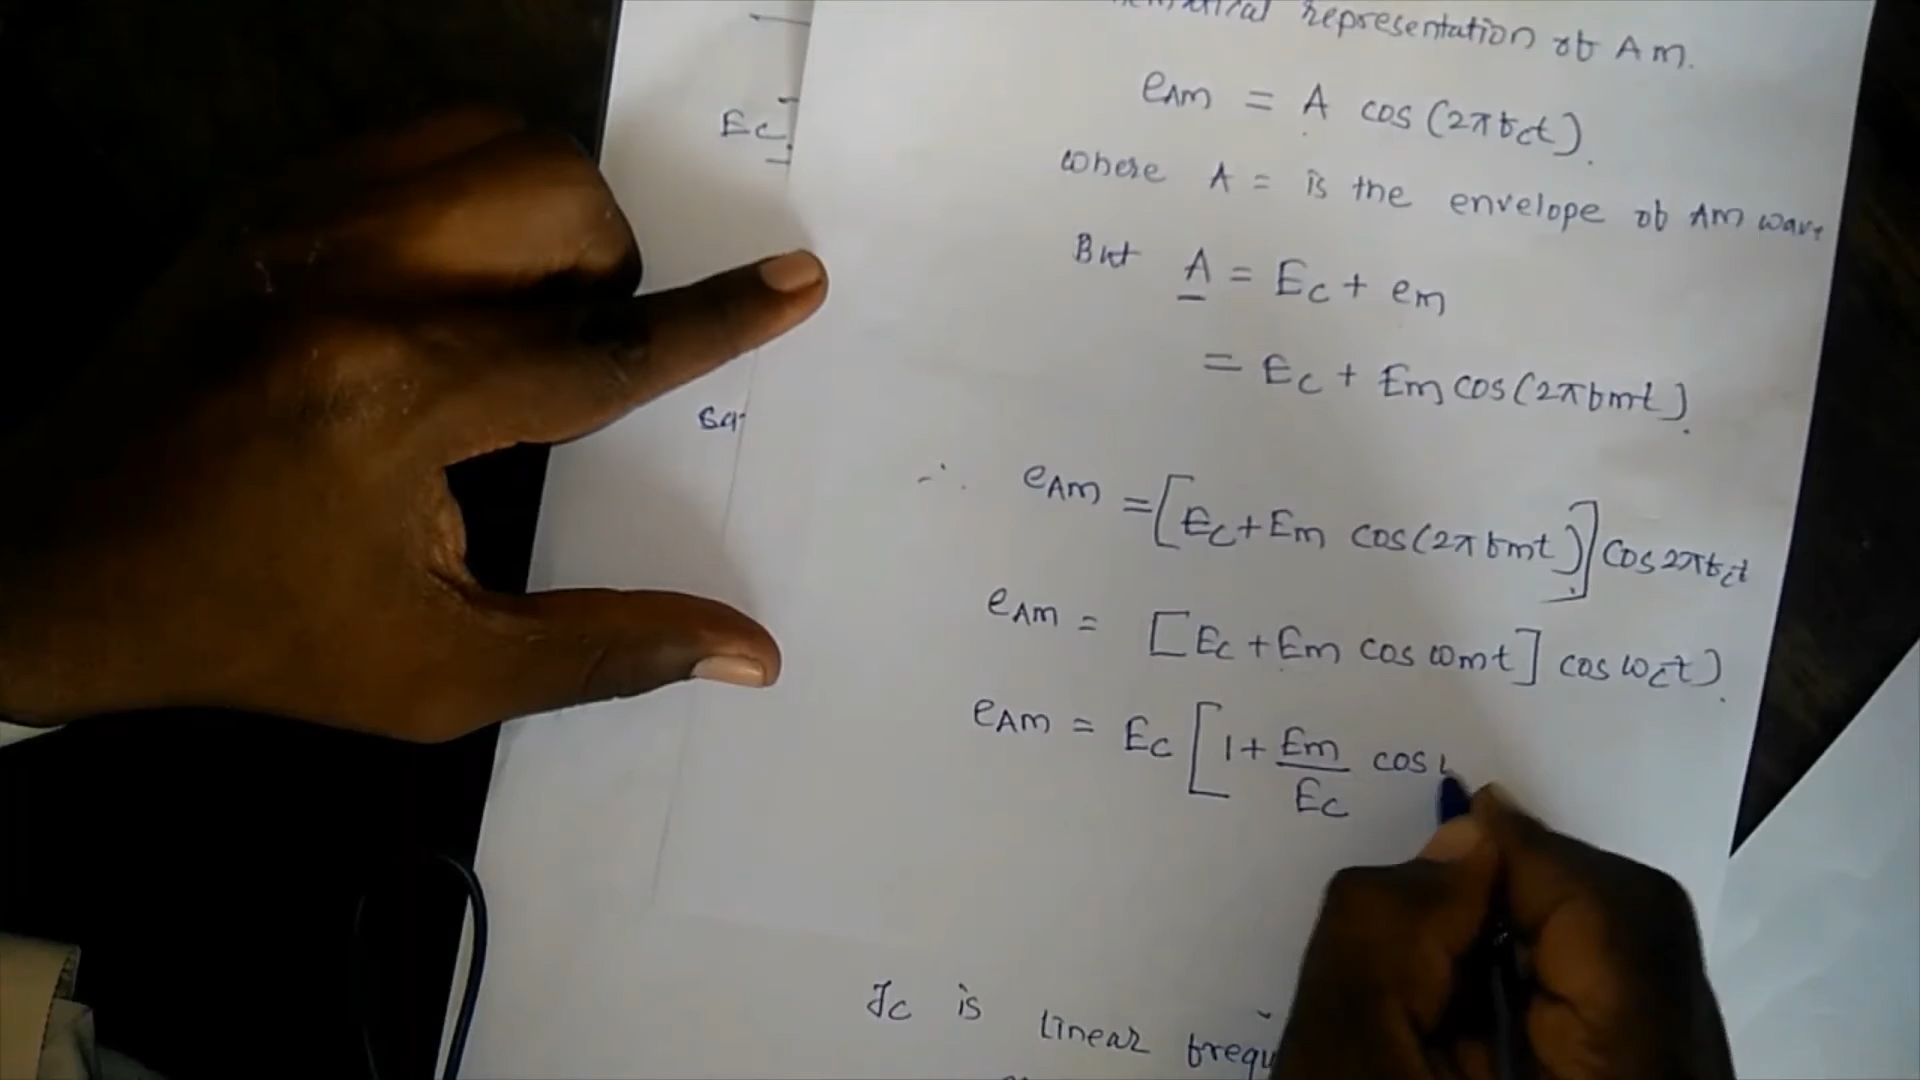 representation of Am.
eAm = A cos (2πfct).
where A = is the envelope of Am wave
But A = Ec + em
= Ec + Em cos(2πfmt).
Ec
∴ eAm = [Ec + Em cos(2πfmt)] cos 2πfct
eAm = [Ec + Em cos ωmt] cos ωct).
eAm = Ec [1 + Em/Ec cos
fc is linear frequ